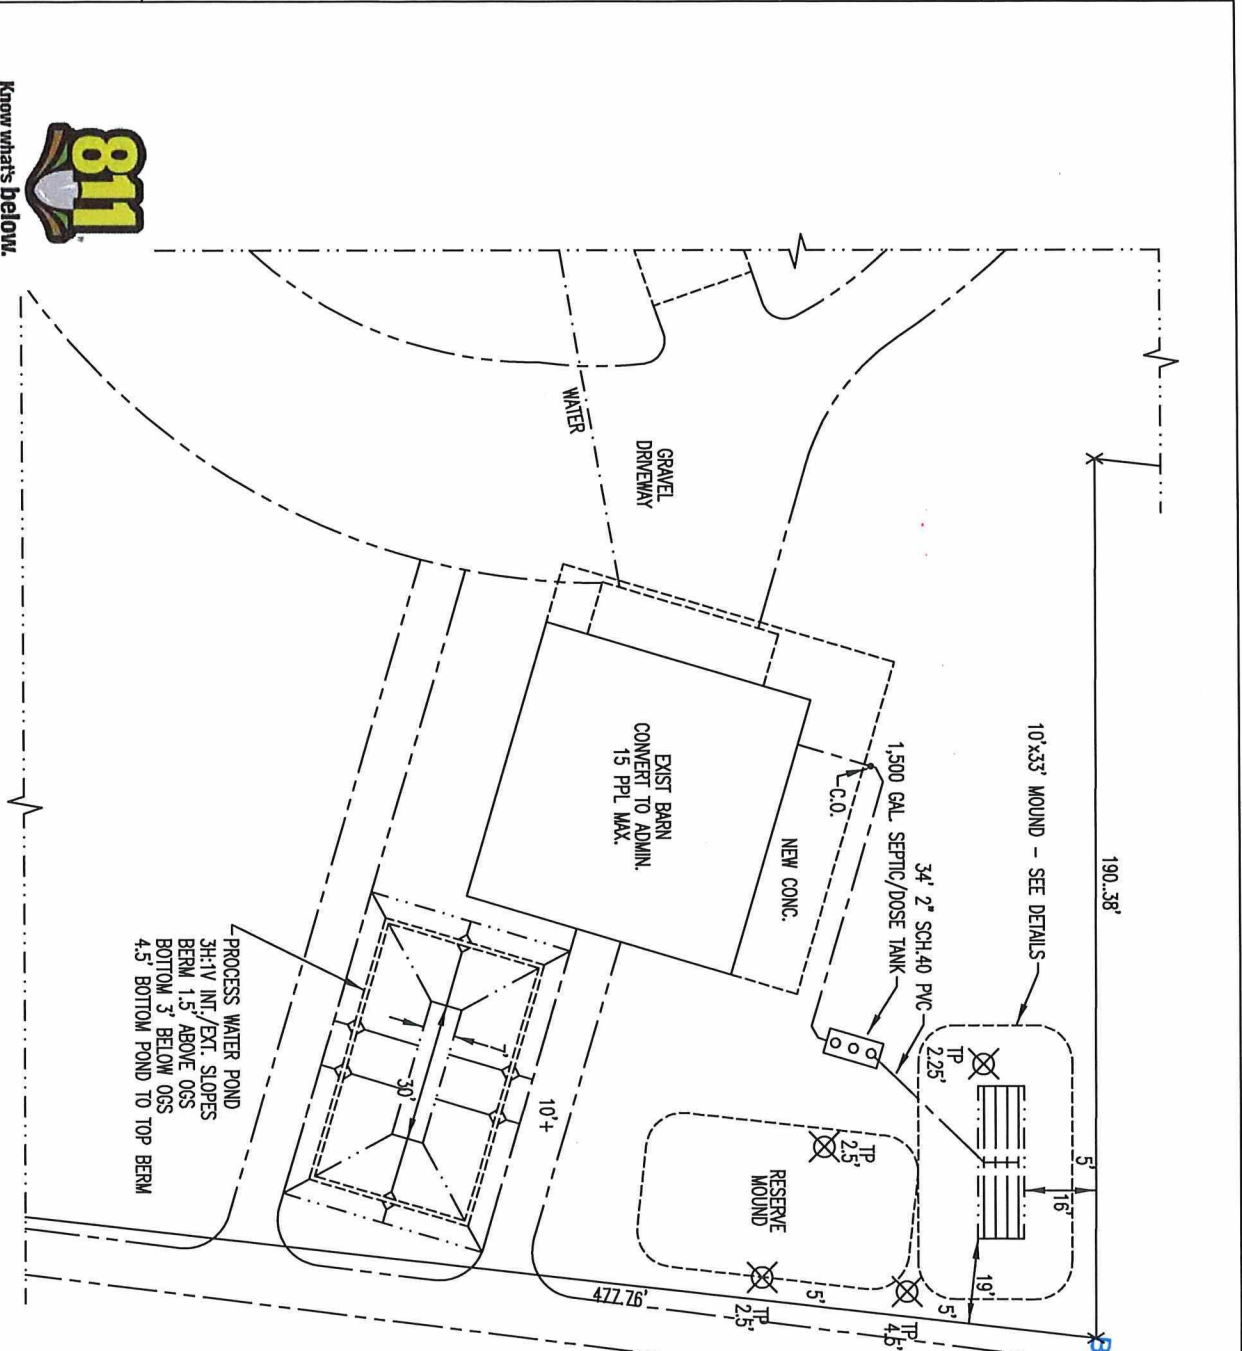 811
Know what's below.
WATER
GRAVEL
DRIVEWAY
EXIST BARN
CONVERT TO ADMIN.
15 PPL MAX.
NEW CONC.
C.O.
1,500 GAL. SEPTIC/DOSE TANK
34' 2" SCH.40 PVC
10'x33' MOUND - SEE DETAILS
190..38'
TP
2.25'
5'
16'
19'
TP
2.5'
RESERVE
MOUND
TP
2.5'
5'
5'
TP
4.5'
477.76'
10'+
7'
30'
PROCESS WATER POND
3H:1V INT./EXT. SLOPES
BERM 1.5' ABOVE OGS
BOTTOM 3' BELOW OGS
4.5' BOTTOM POND TO TOP BERM